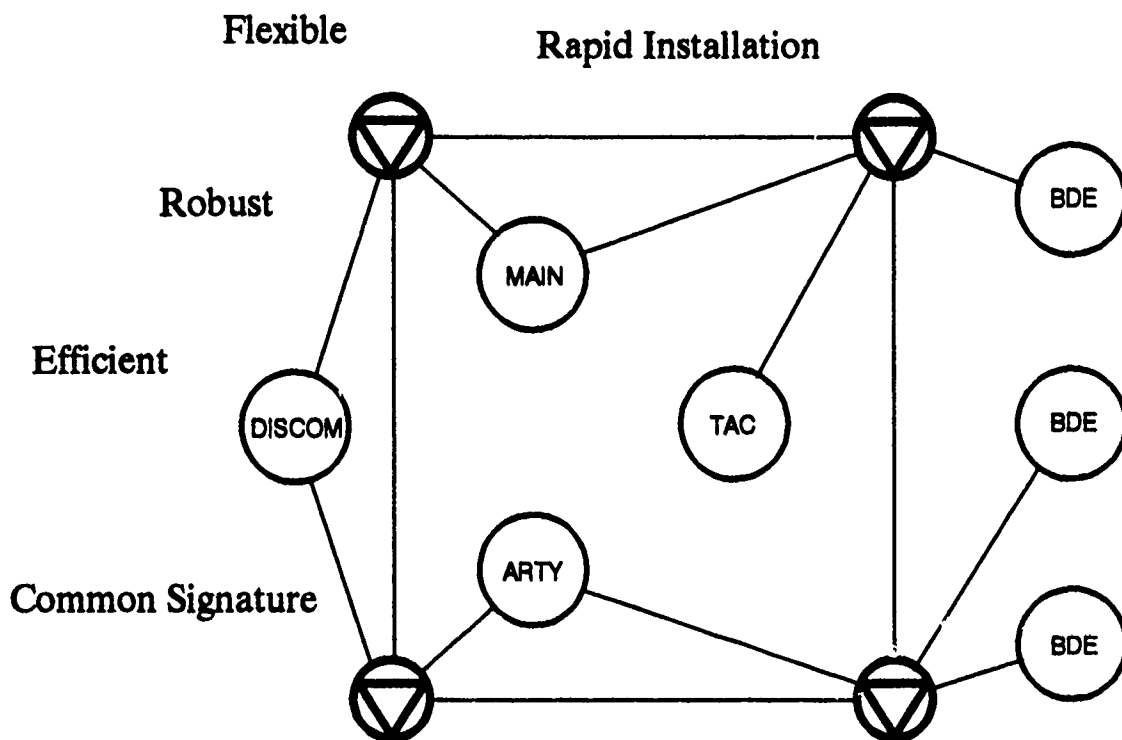 Flexible
Rapid Installation
BDE
Robust
MAIN
Efficient
DISCOM
TAC
BDE
ARTY
Common Signature
BDE